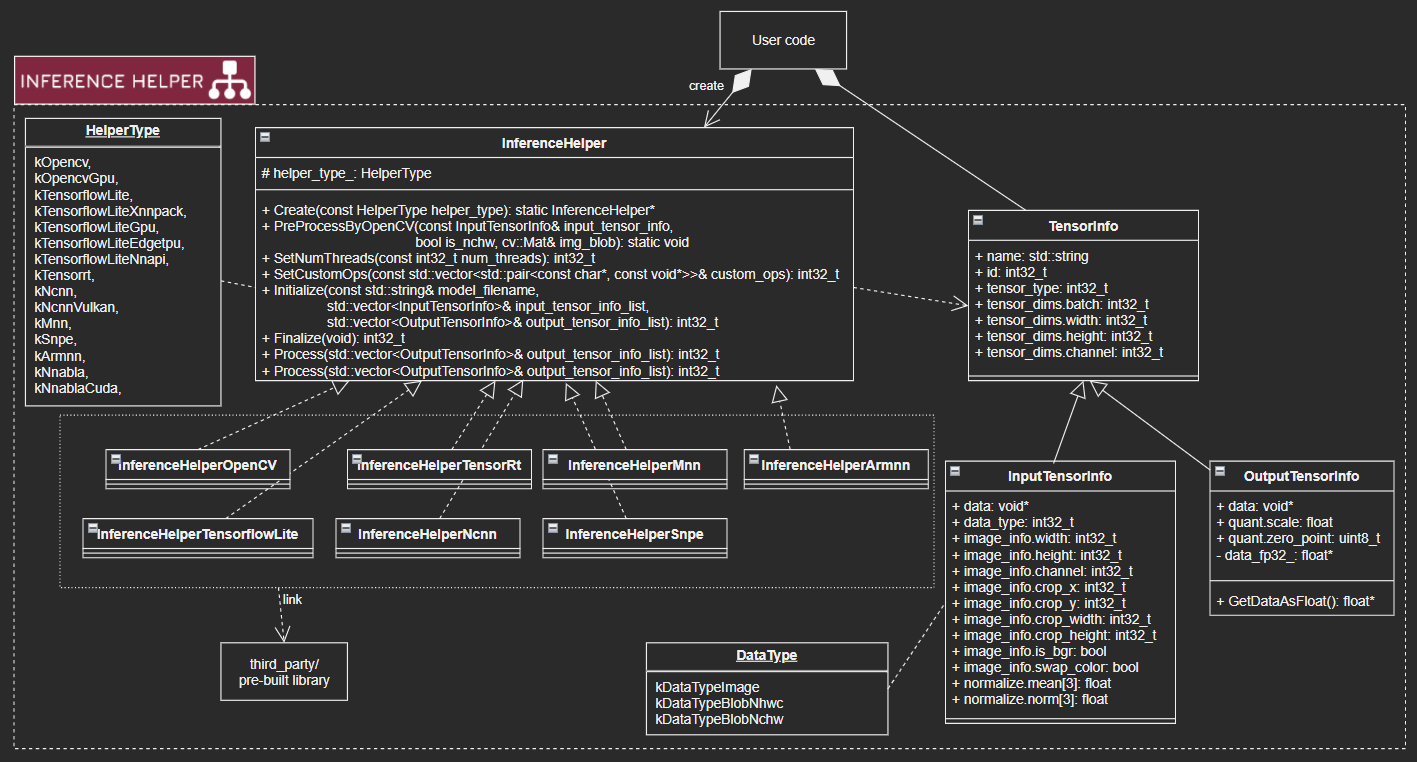 User code
create
INFERENCE HELPER
HelperType
kOpencv,
kOpencvGpu,
kTensorflowLite,
kTensorflowLiteXnnpack,
kTensorflowLiteGpu,
kTensorflowLiteEdgetpu,
kTensorflowLiteNnapi,
kTensorrt,
kNcnn,
kNcnnVulkan,
kMnn,
kSnpe,
kArmnn,
kNnabla,
kNnablaCuda,
InferenceHelper
# helper_type_: HelperType
+ Create(const HelperType helper_type): static InferenceHelper*
+ PreProcessByOpenCV(const InputTensorInfo& input_tensor_info,
bool is_nchw, cv::Mat& img_blob): static void
+ SetNumThreads(const int32_t num_threads): int32_t
+ SetCustomOps(const std::vector<std::pair<const char*, const void*>>& custom_ops): int32_t
+ Initialize(const std::string& model_filename,
std::vector<InputTensorInfo>& input_tensor_info_list,
std::vector<OutputTensorInfo>& output_tensor_info_list): int32_t
+ Finalize(void): int32_t
+ Process(std::vector<OutputTensorInfo>& output_tensor_info_list): int32_t
+ Process(std::vector<OutputTensorInfo>& output_tensor_info_list): int32_t
TensorInfo
+ name: std::string
+ id: int32_t
+ tensor_type: int32_t
+ tensor_dims.batch: int32_t
+ tensor_dims.width: int32_t
+ tensor_dims.height: int32_t
+ tensor_dims.channel: int32_t
InferenceHelperOpenCV
InferenceHelperTensorRt
InferenceHelperMnn
InferenceHelperArmnn
InferenceHelperTensorflowLite
InferenceHelperNcnn
InferenceHelperSnpe
link
third_party/
pre-built library
InputTensorInfo
+ data: void*
+ data_type: int32_t
+ image_info.width: int32_t
+ image_info.height: int32_t
+ image_info.channel: int32_t
+ image_info.crop_x: int32_t
+ image_info.crop_y: int32_t
+ image_info.crop_width: int32_t
+ image_info.crop_height: int32_t
+ image_info.is_bgr: bool
+ image_info.swap_color: bool
+ normalize.mean[3]: float
+ normalize.norm[3]: float
OutputTensorInfo
+ data: void*
+ quant.scale: float
+ quant.zero_point: uint8_t
- data_fp32_: float*
+ GetDataAsFloat(): float*
DataType
kDataTypeImage
kDataTypeBlobNhwc
kDataTypeBlobNchw